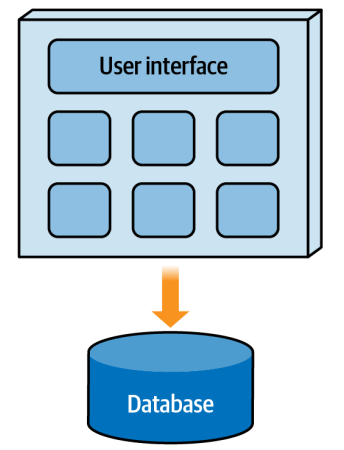 User interface
Database